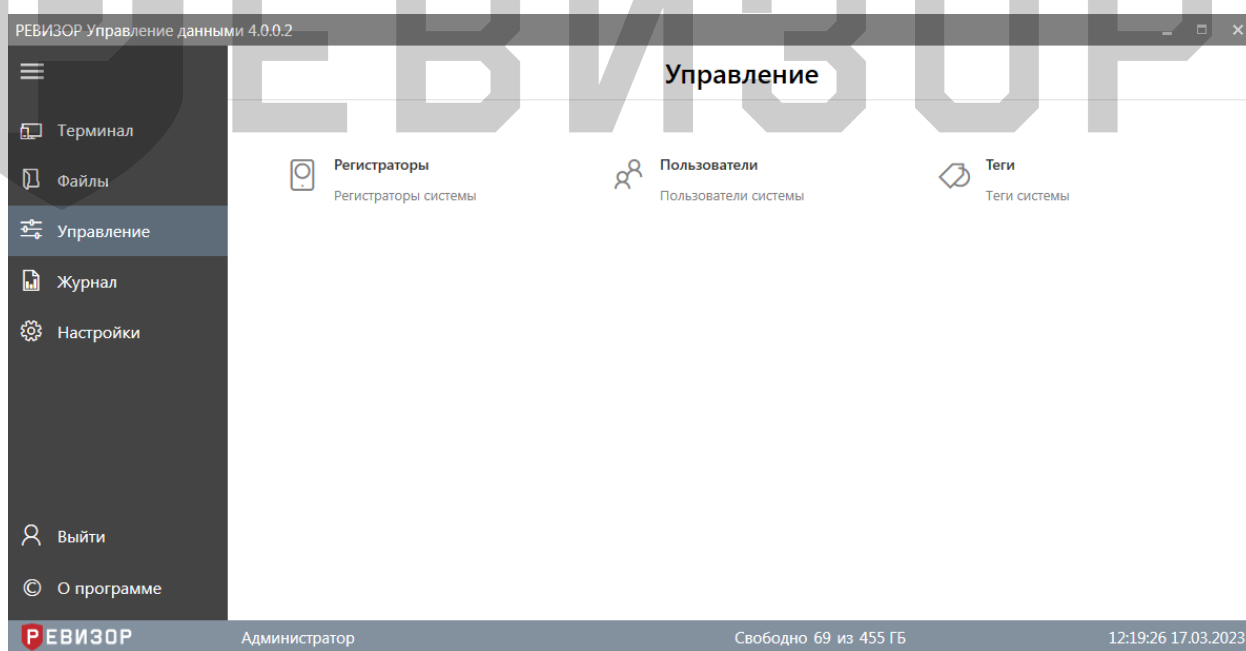 РЕВИЗОР
РЕВИЗОР Управление данными 4.0.0.2
Управление
Терминал
Файлы
Управление
Журнал
Настройки
Регистраторы
Регистраторы системы
Пользователи
Пользователи системы
Теги
Теги системы
Выйти
© О программе
РЕВИЗОР
Администратор
Свободно 69 из 455 ГБ
12:19:26 17.03.2023